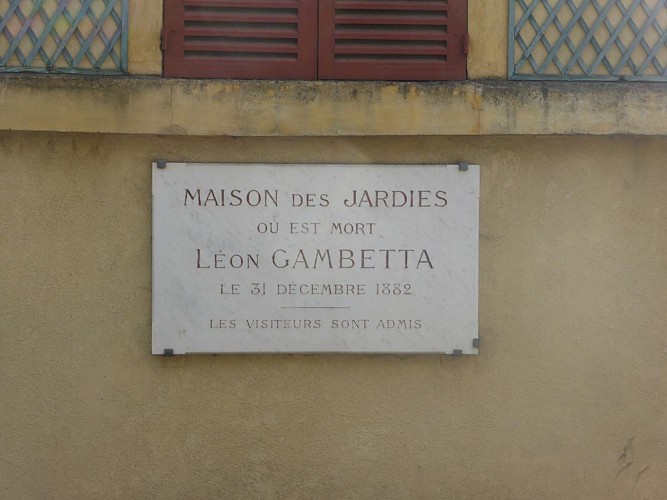 MAISON DES JARDIES
OÙ EST MORT
LÉON GAMBETTA
LE 31 DÉCEMBRE 1882
LES VISITEURS SONT ADMIS